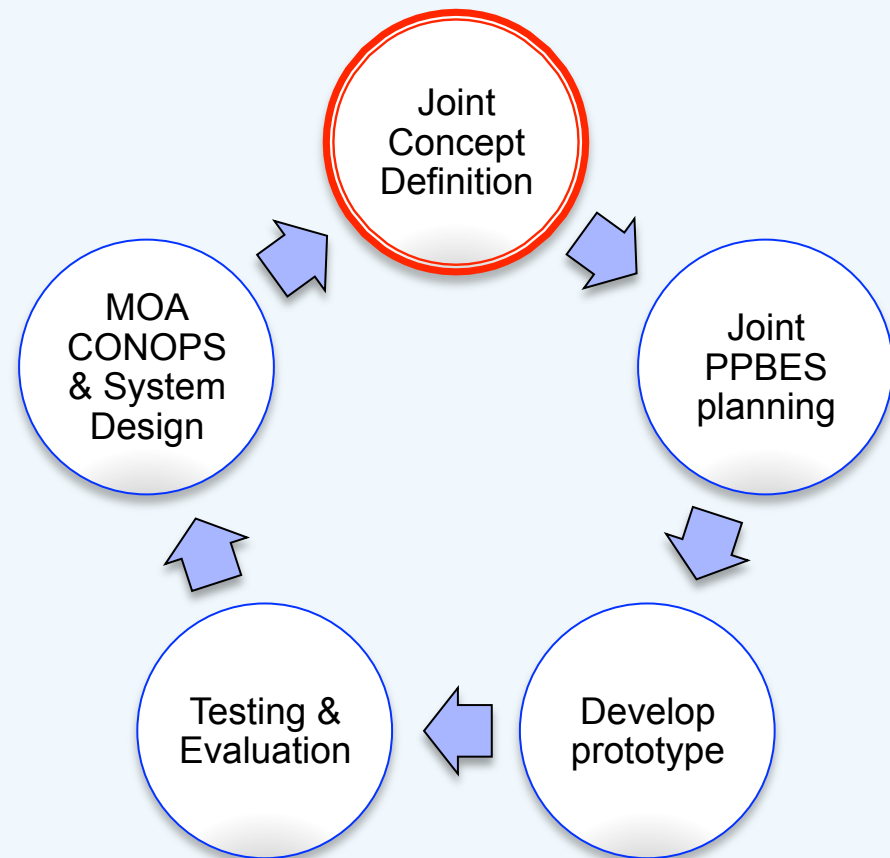 Joint
Concept
Definition
Joint
PPBES
planning
Develop
prototype
Testing &
Evaluation
MOA
CONOPS
& System
Design